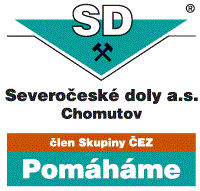 SD ®
Severočeské doly a.s.
Chomutov
člen Skupiny ČEZ
Pomáháme